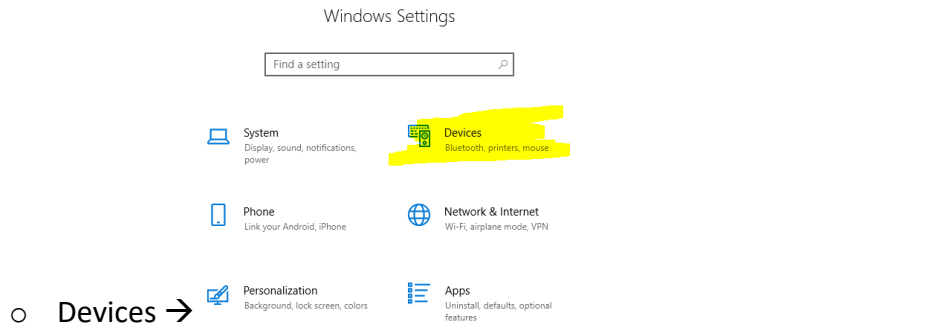 Windows Settings
Find a setting
System
Display, sound, notifications,
power
Devices
Bluetooth, printers, mouse
Phone
Link your Android, iPhone
Network & Internet
Wi-Fi, airplane mode, VPN
Personalization
Background, lock screen, colors
Apps
Uninstall, defaults, optional
features
o Devices →